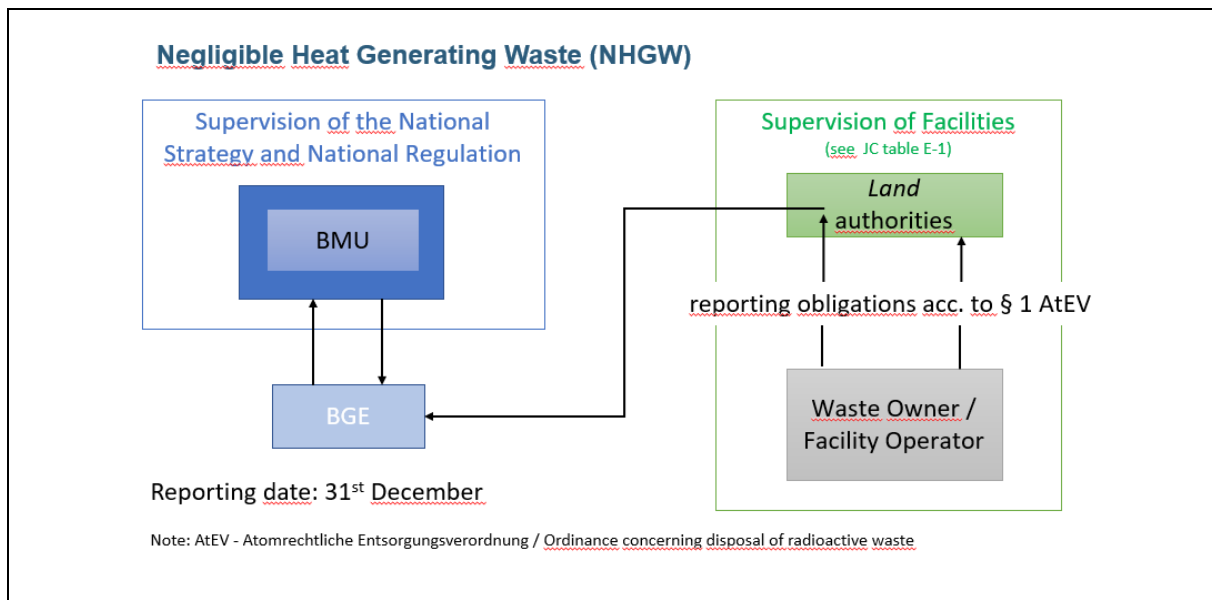 Negligible Heat Generating Waste (NHGW)
Supervision of the National
Strategy and National Regulation
BMU
BGE
Supervision of Facilities
(see JC table E-1)
Land
authorities
reporting obligations acc. to § 1 AtEV
Waste Owner /
Facility Operator
Reporting date: 31st December
Note: AtEV - Atomrechtliche Entsorgungsverordnung / Ordinance concerning disposal of radioactive waste